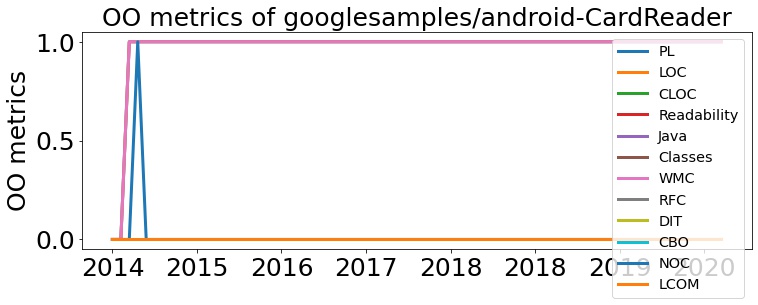 OO metrics of googlesamples/android-CardReader
OO metrics
1.0
0.5
0.0
2014 2015 2016 2017 2018 2018 2019 2020
PL
LOC
CLOC
Readability
Java
Classes
WMC
RFC
DIT
CBO
NOC
LCOM